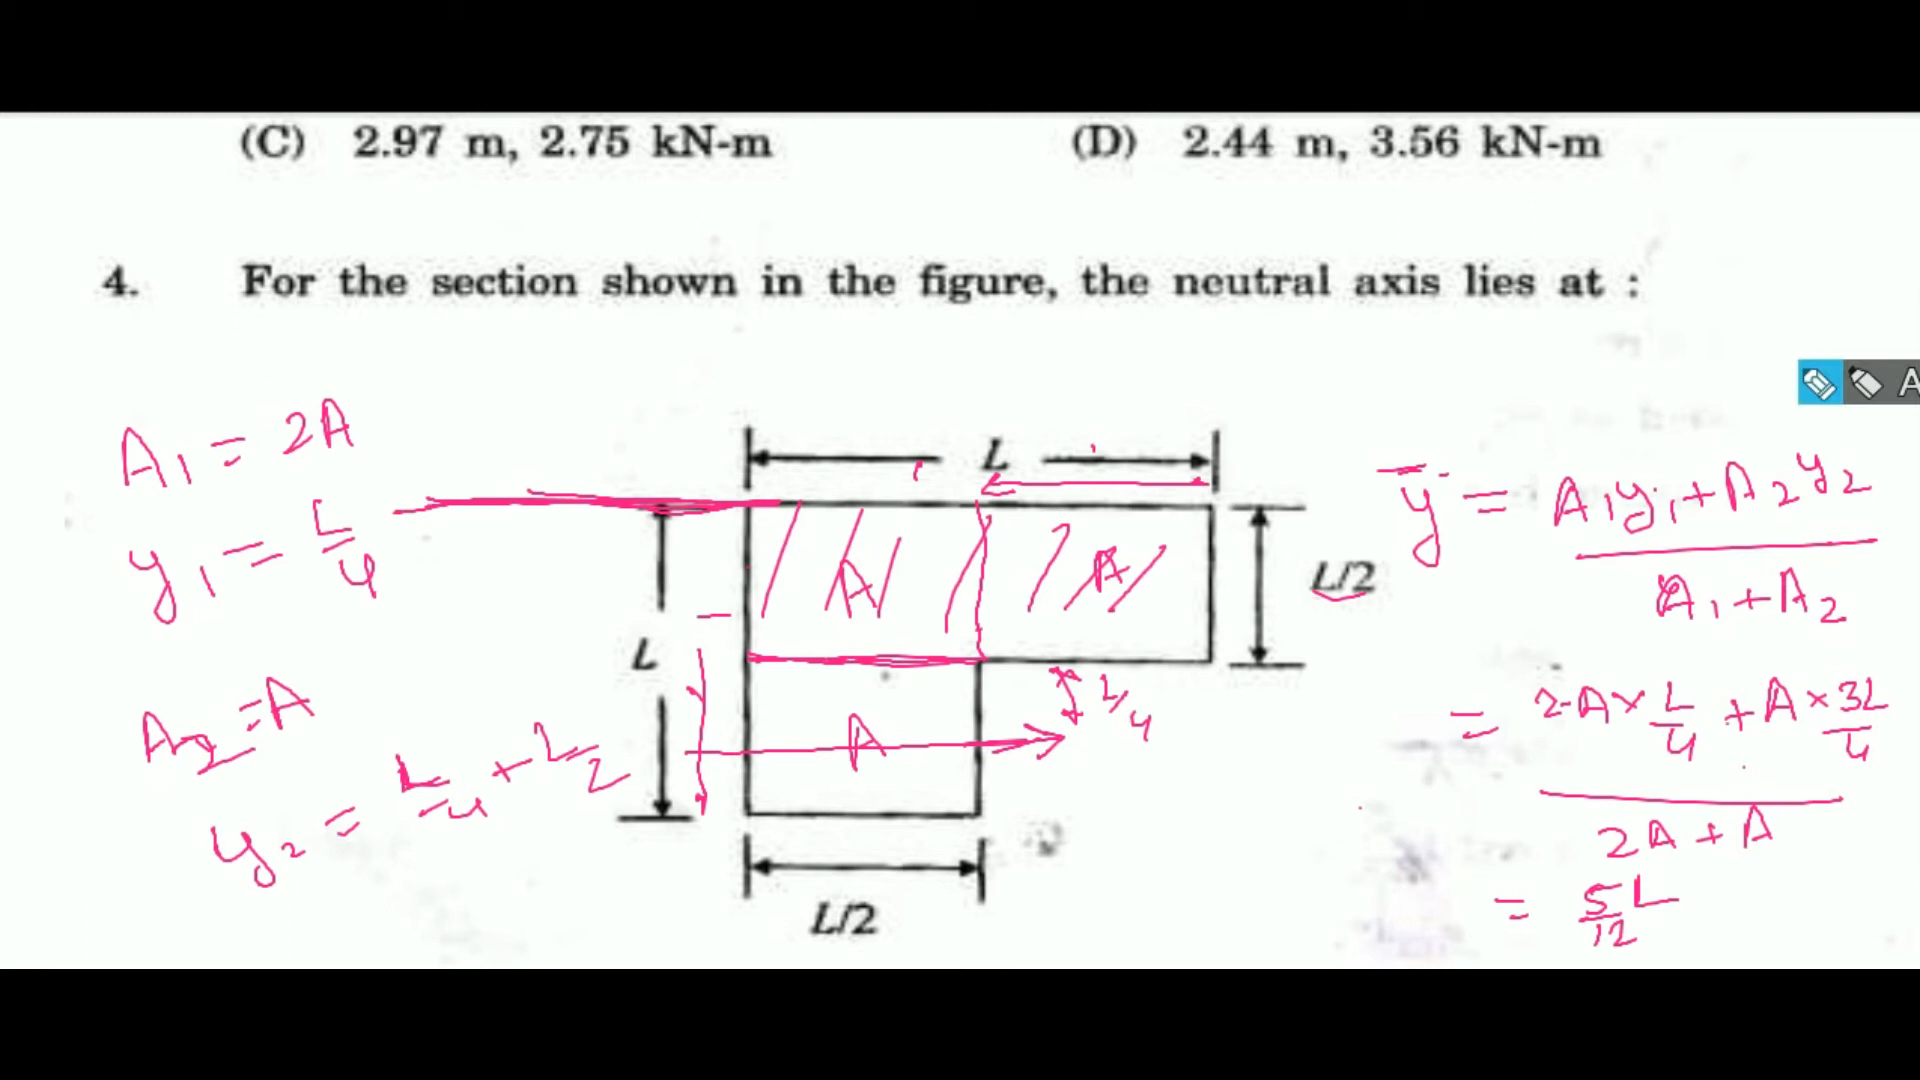 (C) 2.97 m, 2.75 kN-m (D) 2.44 m, 3.56 kN-m
4. For the section shown in the figure, the neutral axis lies at :
A
A₁ = 2A
y₁ = L/4
L
L/2
A
A
L
L/4
A₂ = A
y₂ = L/4 + L/2
A
L/2
ȳ = A₁y₁ + A₂y₂
A₁ + A₂
= 2A × L/4 + A × 3L/4
2A + A
= 5/12 L